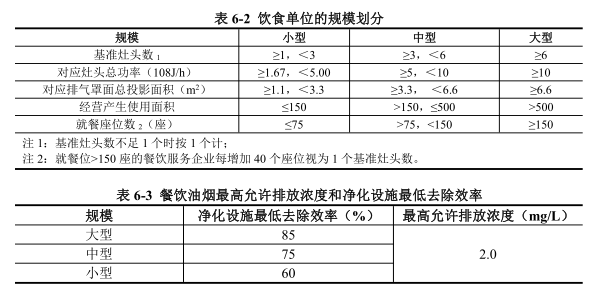 表 6-2 饮食单位的规模划分
规模 小型 中型 大型
基准灶头数 1 ≥1，＜3 ≥3，＜6 ≥6
对应灶头总功率（108J/h） ≥1.67，＜5.00 ≥5，＜10 ≥10
对应排气罩面总投影面积（m²） ≥1.1，＜3.3 ≥3.3， ＜6.6 ≥6.6
经营产生使用面积 ≤150 >150，≤500 >500
就餐座位数 2（座） ≤75 >75，<150 ≥150
注 1：基准灶头数不足 1 个时按 1 个计；
注 2：就餐位>150 座的餐饮服务企业每增加 40 个座位视为 1 个基准灶头数。
表 6-3 餐饮油烟最高允许排放浓度和净化设施最低去除效率
规模 净化设施最低去除效率（%） 最高允许排放浓度（mg/L）
大型 85
中型 75 2.0
小型 60